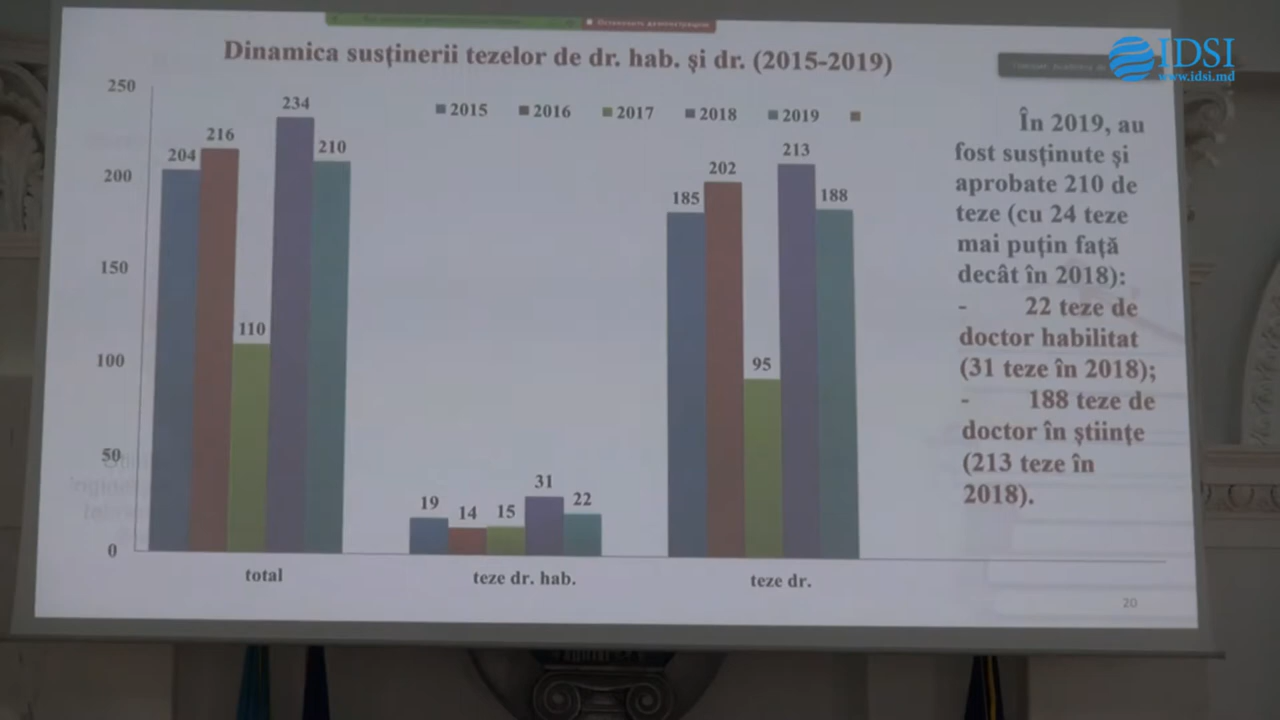 IDSI
www.idsi.md
Dinamica susținerii tezelor de dr. hab. și dr. (2015-2019)
2015 2016 2017 2018 2019
250
200
150
100
50
0
204 216 110 234 210
19 14 15 31 22
185 202 95 213 188
total teze dr. hab. teze dr.
În 2019, au
fost susținute și
aprobate 210 de
teze (cu 24 teze
mai puțin față
decât în 2018):
- 22 teze de
doctor habilitat
(31 teze în 2018);
- 188 teze de
doctor în științe
(213 teze în
2018).
20